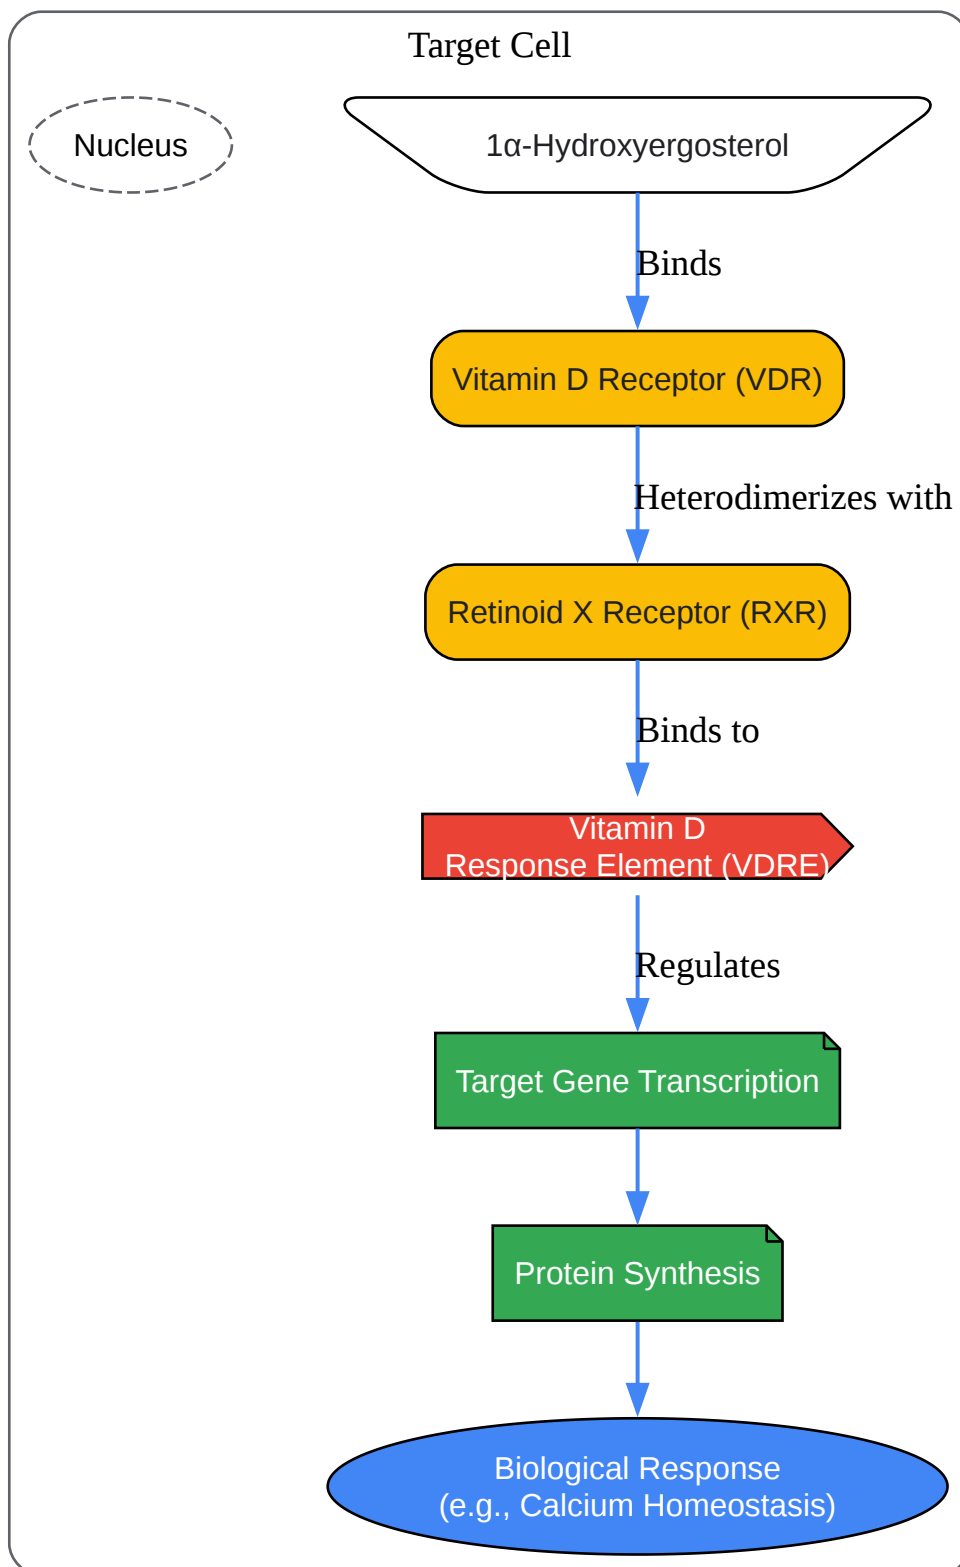 Target Cell
Nucleus
1α-Hydroxyergosterol
Binds
Vitamin D Receptor (VDR)
Heterodimerizes with
Retinoid X Receptor (RXR)
Binds to
Vitamin D
Response Element (VDRE)
Regulates
Target Gene Transcription
Protein Synthesis
Biological Response
(e.g., Calcium Homeostasis)